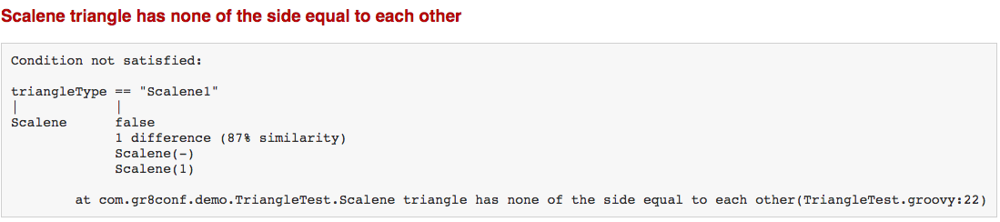 Scalene triangle has none of the side equal to each other
Condition not satisfied:
triangleType == "Scalene1"
|             |
Scalene       false
1 difference (87% similarity)
Scalene(-)
Scalene(1)
at com.gr8conf.demo.TriangleTest.Scalene triangle has none of the side equal to each other(TriangleTest.groovy:22)